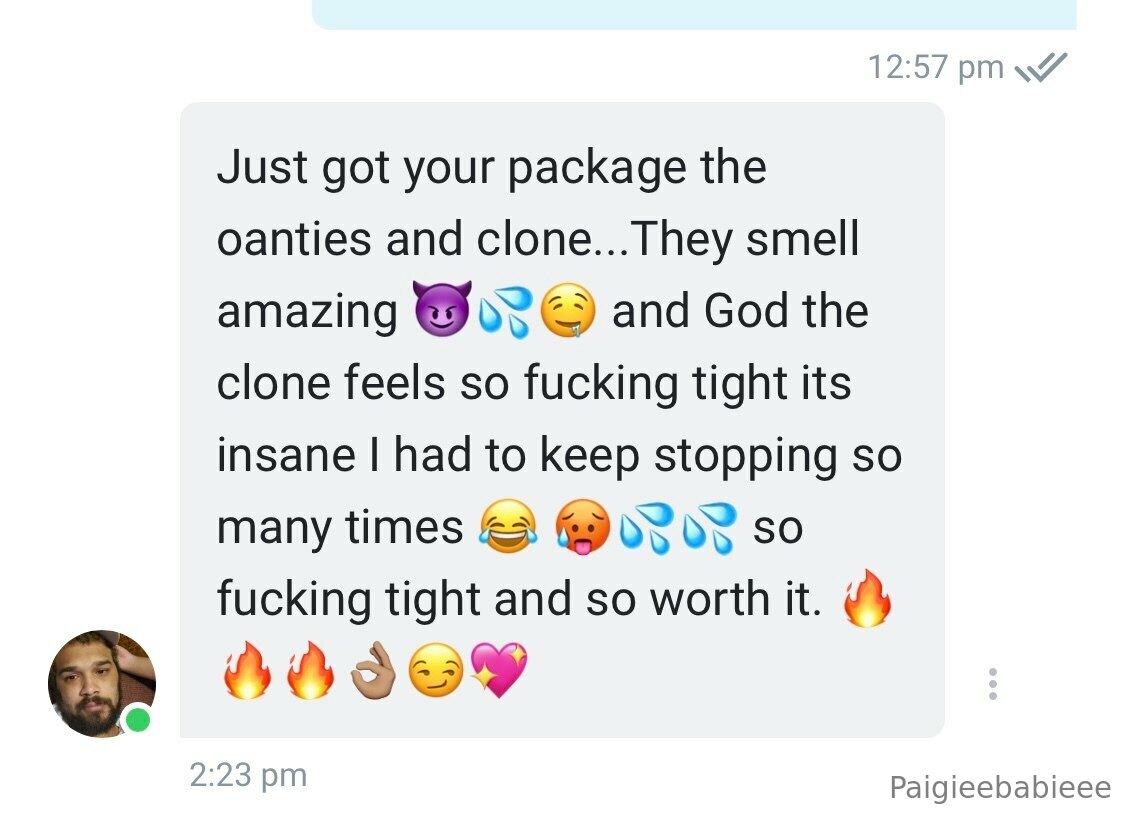 12:57 pm
Just got your package the
oanties and clone...They smell
amazing 😈💦🤤 and God the
clone feels so fucking tight its
insane I had to keep stopping so
many times 😂 🥵💦💦 so
fucking tight and so worth it. 🔥
🔥🔥👌🏽😏💖
2:23 pm
Paigieebabieee